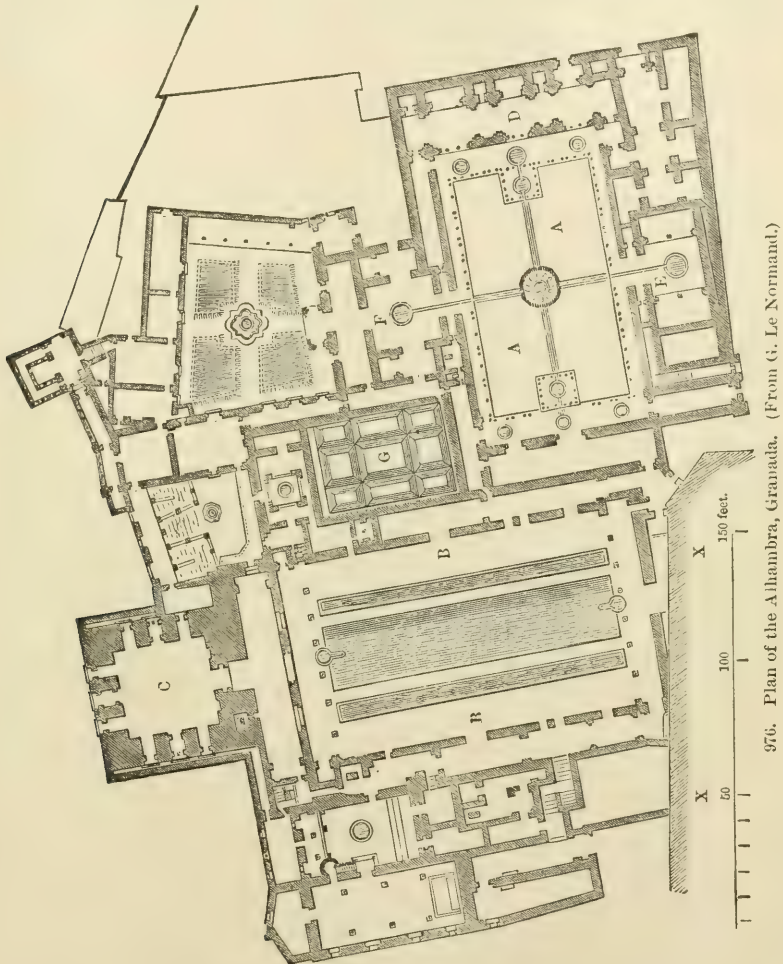 C
G
F
D
A
A
E
B
B
X
X
50 100 150 feet.
976. Plan of the Alhambra, Granada. (From G. Le Normand.)